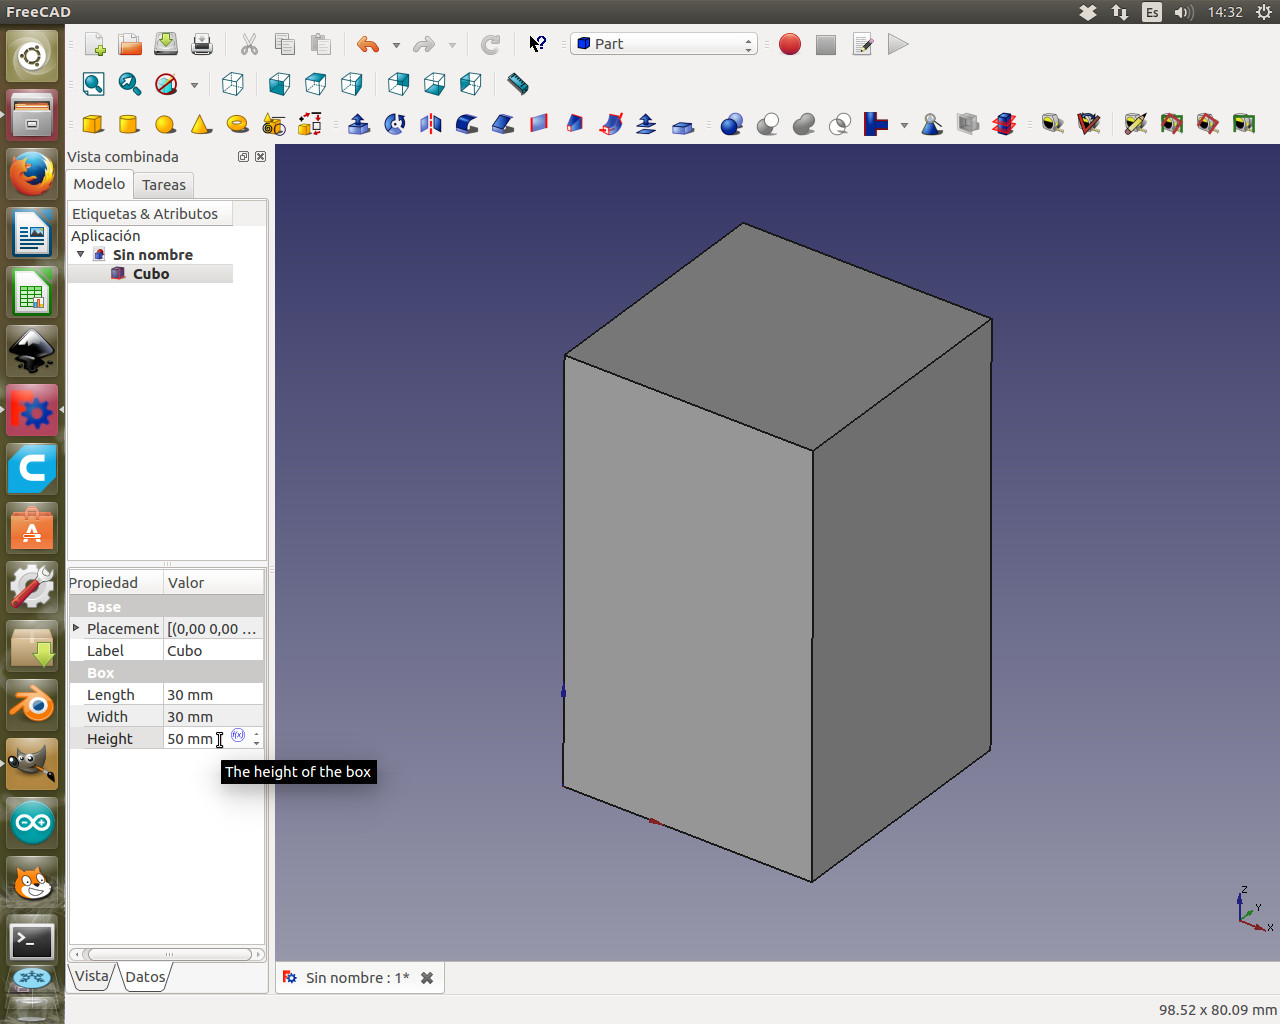 FreeCAD
Es
14:32
Part
Vista combinada
Modelo
Tareas
Etiquetas & Atributos
Aplicación
Sin nombre
Cubo
Propiedad
Valor
Base
Placement
[(0,00 0,00 ...
Label
Cubo
Box
Length
30 mm
Width
30 mm
Height
50 mm
f(x)
The height of the box
Z
Y
X
Vista
Datos
Sin nombre : 1*
98.52 x 80.09 mm